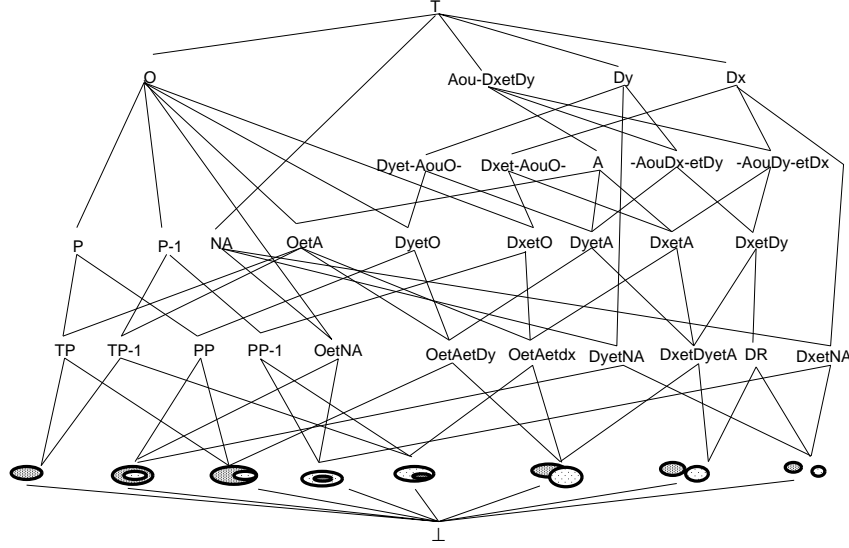 T
O Aou-DxetDy Dy Dx
Dyet-AouO- Dxet-AouO- A -AouDx-etDy -AouDy-etDx
P P-1 NA OetA DyetO DxetO DyetA DxetA DxetDy
TP TP-1 PP PP-1 OetNA OetAetDy OetAetdx DyetNA DxetDyetA DR DxetNA
⊥